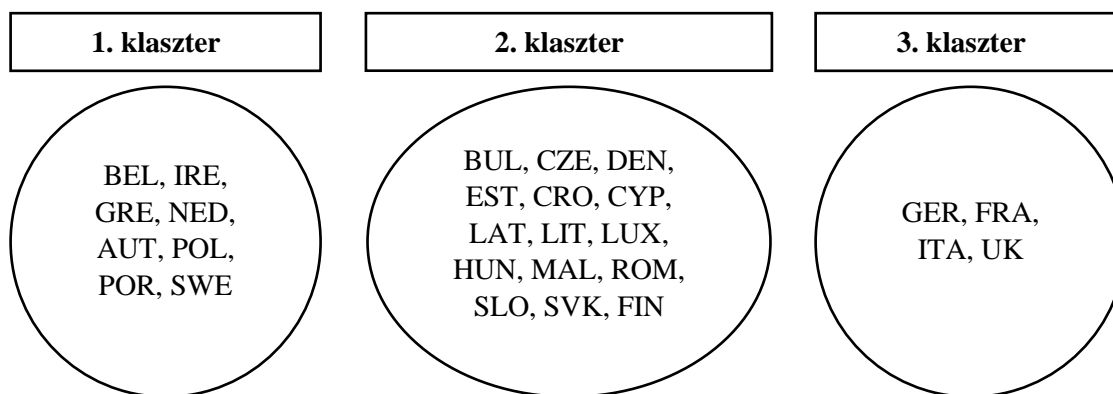 1. klaszter
BEL, IRE,
GRE, NED,
AUT, POL,
POR, SWE
2. klaszter
BUL, CZE, DEN,
EST, CRO, CYP,
LAT, LIT, LUX,
HUN, MAL, ROM,
SLO, SVK, FIN
3. klaszter
GER, FRA,
ITA, UK